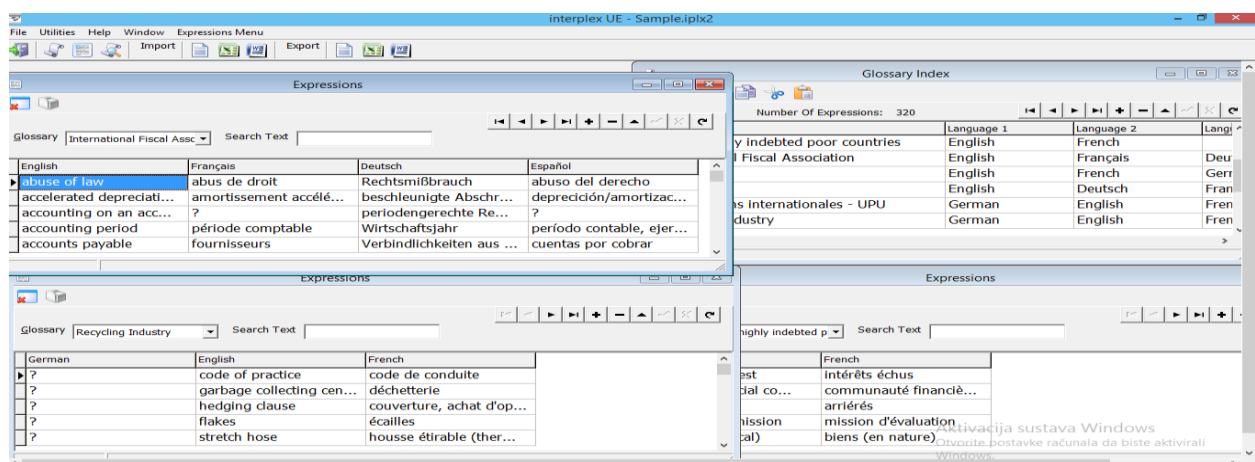 interplex UE - Sample.iplx2
File Utilities Help Window Expressions Menu
Import Export
Expressions
Glossary International Fiscal Assc Search Text
English Français Deutsch Español
abuse of law abus de droit Rechtsmißbrauch abuso del derecho
accelerated depreciati... amortissement accélé... beschleunigte Abschr... deprecición/amortizac...
accounting on an acc... ? periodengerechte Re... ?
accounting period période comptable Wirtschaftsjahr período contable, ejer...
accounts payable fournisseurs Verbindlichkeiten aus ... cuentas por cobrar
Glossary Index
Number Of Expressions: 320
Language 1 Language 2 Langu
y indebted poor countries English French
l Fiscal Association English Français Deu
English French Gerr
English Deutsch Fran
ns internationales - UPU German English Fren
dustry German English Fren
Expressions
Glossary Recycling Industry Search Text
German English French
? code of practice code de conduite
? garbage collecting cen... déchetterie
? hedging clause couverture, achat d'op...
? flakes écailles
? stretch hose housse étirable (ther...
Expressions
highly indebted p Search Text
French
est intérêts échus
cial co... communauté financiè...
arriérés
mission mission d'évaluation
cal) biens (en nature)
Aktivacija sustava Windows
Otvorite postavke računala da biste aktivirali
Windows.